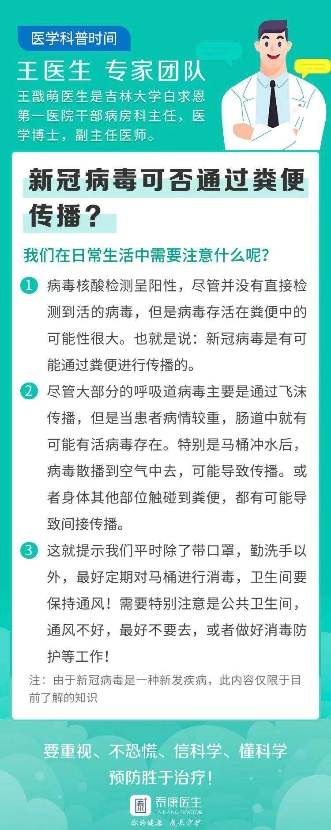 医学科普时间
王医生 专家团队
王戬萌医生是吉林大学白求恩
第一医院干部病房科主任，医
学博士，副主任医师。
新冠病毒可否通过粪便
传播？
我们在日常生活中需要注意什么呢？
1 病毒核酸检测呈阳性，尽管并没有直接检
测到活的病毒，但是病毒存活在粪便中的
可能性很大。也就是说：新冠病毒是有可
能通过粪便进行传播的。
2 尽管大部分的呼吸道病毒主要是通过飞沫
传播，但是当患者病情较重，肠道中就有
可能有活病毒存在。特别是马桶冲水后，
病毒散播到空气中去，可能导致传播。或
者身体其他部位触碰到粪便，都有可能导
致间接传播。
3 这就提示我们平时除了带口罩，勤洗手以
外，最好定期对马桶进行消毒，卫生间要
保持通风！需要特别注意是公共卫生间，
通风不好，最好不要去，或者做好消毒防
护等工作！
注：由于新冠病毒是一种新发疾病，此内容仅限于目
前了解的知识
要重视、不恐慌、信科学、懂科学
预防胜于治疗！
泰康医生